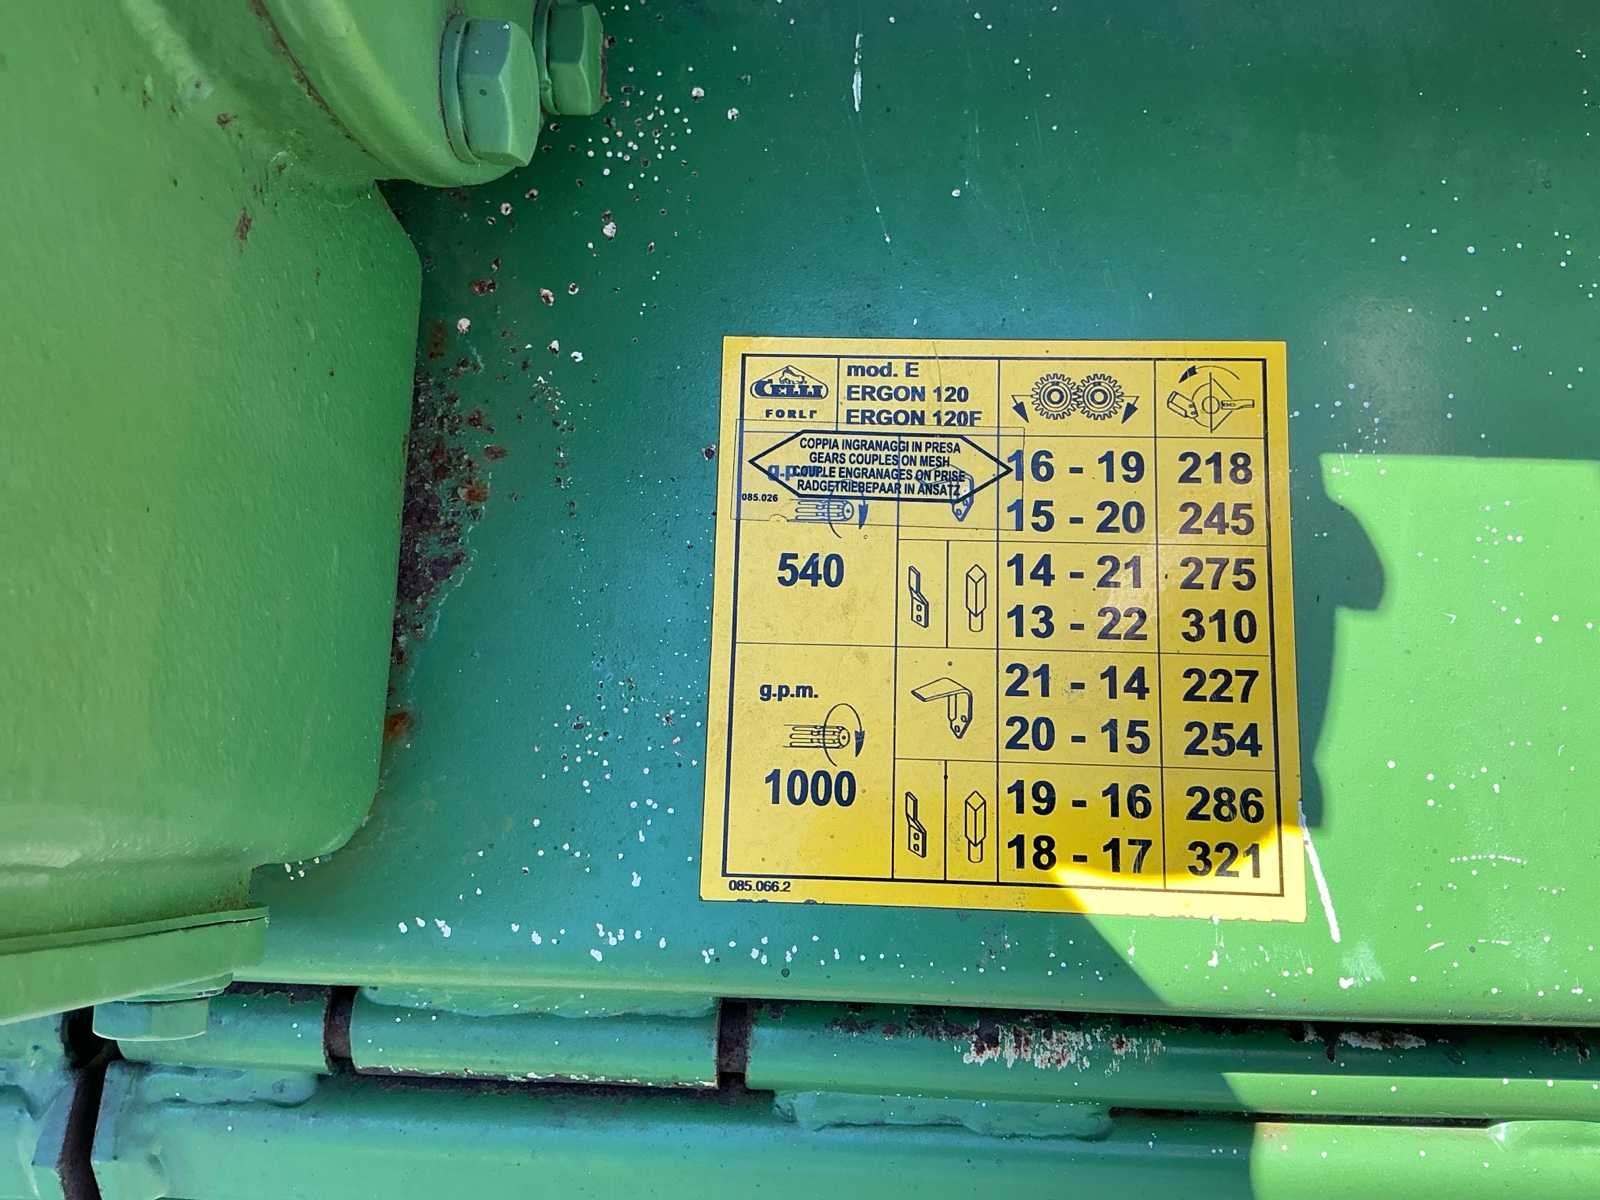 CELLI
FORLI'
mod. E
ERGON 120
ERGON 120F
COPPIA INGRANAGGI IN PRESA
GEARS COUPLES ON MESH
COUPLE ENGRANAGES ON PRISE
RADGETRIEBEPAAR IN ANSATZ
085.026
g.p.m.
540
16 - 19 218
15 - 20 245
14 - 21 275
13 - 22 310
g.p.m.
1000
21 - 14 227
20 - 15 254
19 - 16 286
18 - 17 321
085.066.2